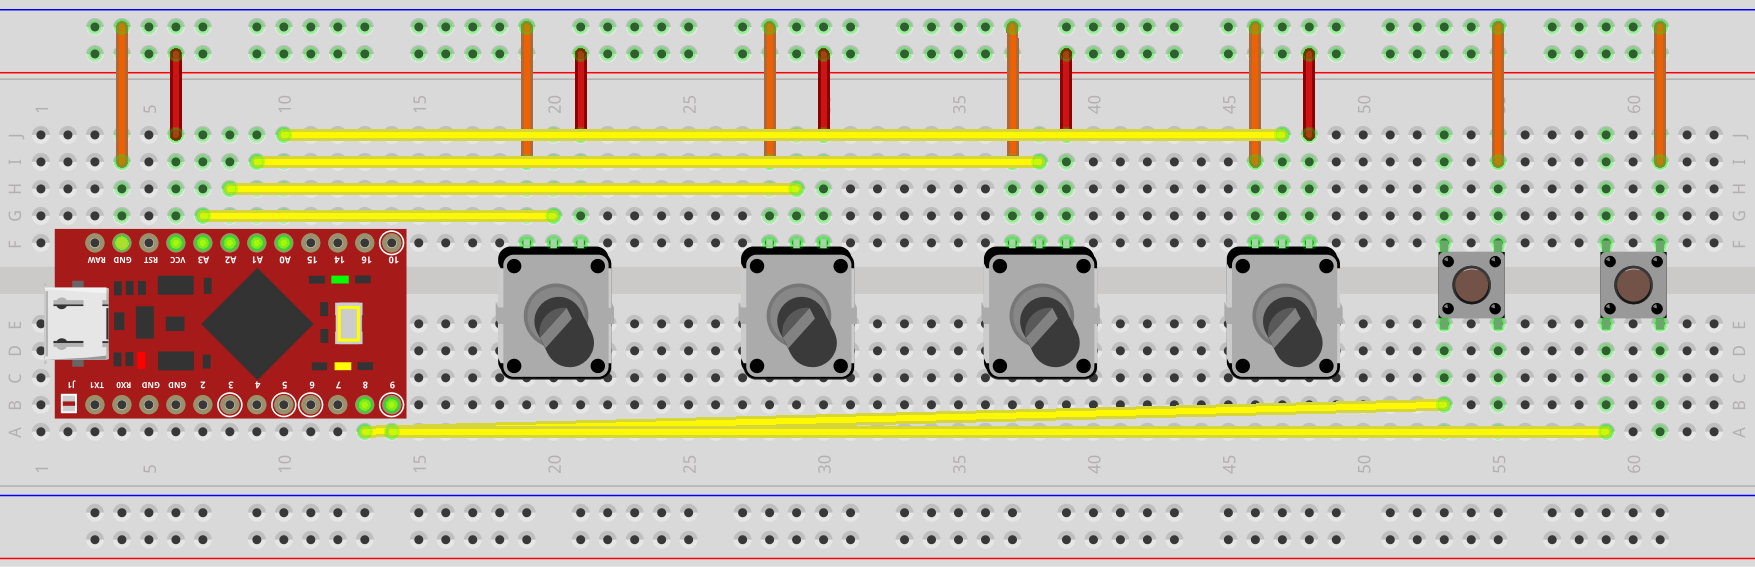 1 5 10 15 20 25 30 35 40 45 50 55 60
J J
I I
H H
G G
F F
RAW GND RST VCC A3 A2 A1 A0 15 14 16 10
E E
D D
C C
J1 TX1 RX0 GND GND 2 3 4 5 6 7 8 9
B B
A A
1 5 10 15 20 25 30 35 40 45 50 55 60